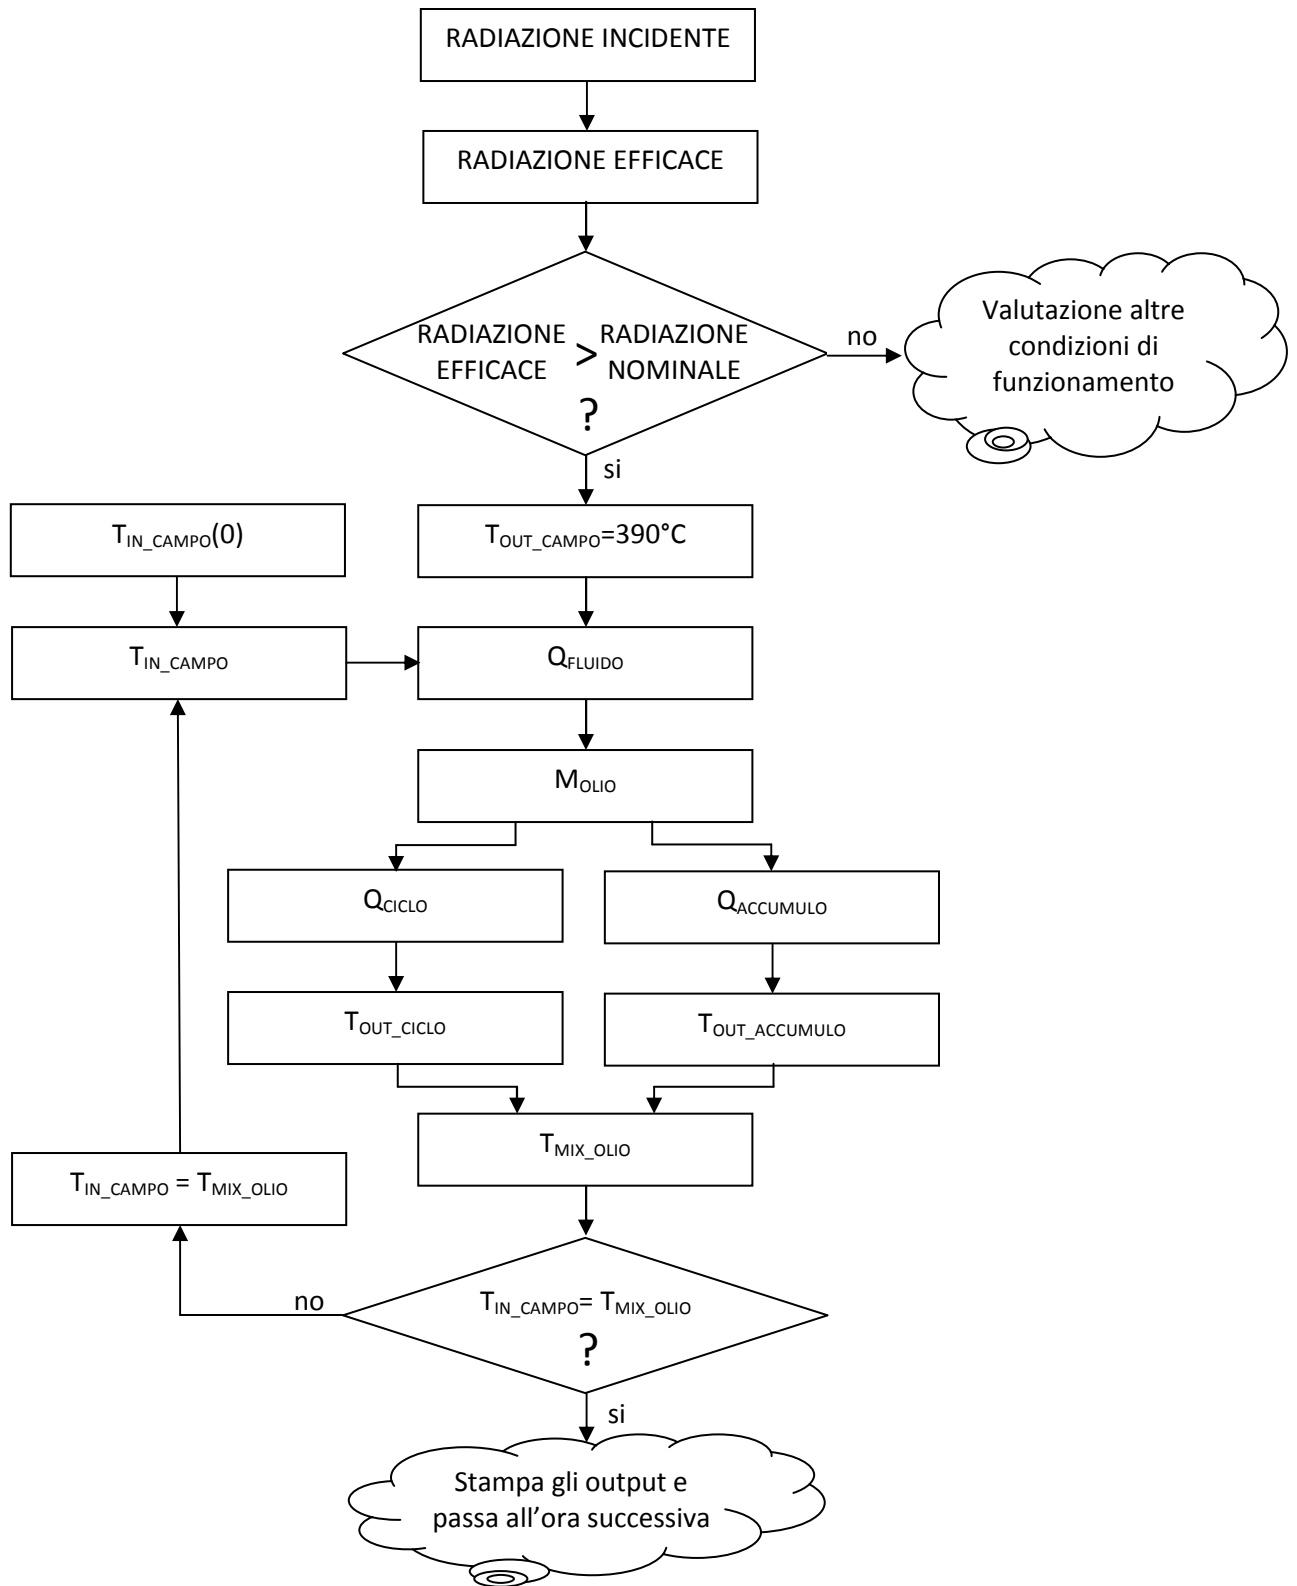 RADIAZIONE INCIDENTE
RADIAZIONE EFFICACE
RADIAZIONE EFFICACE > RADIAZIONE NOMINALE
?
no
Valutazione altre
condizioni di
funzionamento
si
T_IN_CAMPO(0)
T_OUT_CAMPO=390°C
T_IN_CAMPO
Q_FLUIDO
M_OLIO
Q_CICLO
Q_ACCUMULO
T_OUT_CICLO
T_OUT_ACCUMULO
T_MIX_OLIO
T_IN_CAMPO = T_MIX_OLIO
no
T_IN_CAMPO= T_MIX_OLIO
?
si
Stampa gli output e
passa all’ora successiva